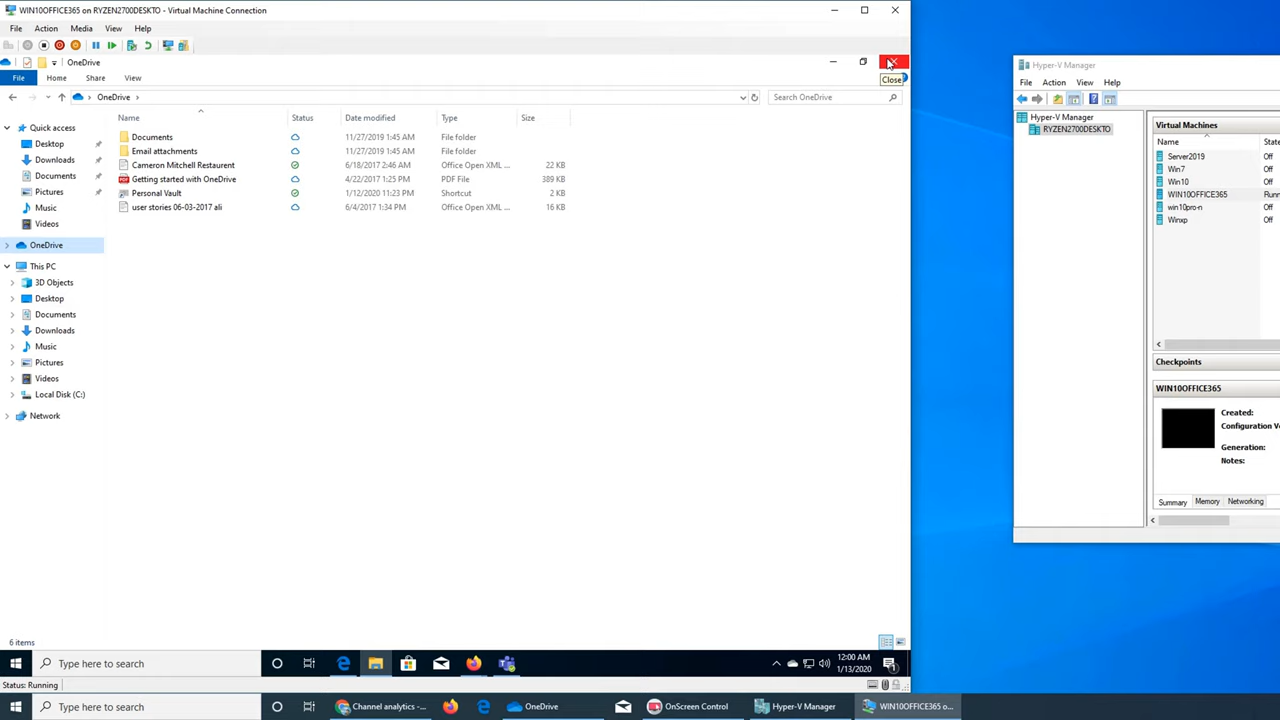 WIN10OFFICE365 on RYZEN2700DESKTO - Virtual Machine Connection
File Action Media View Help
OneDrive
File Home Share View
Close
OneDrive
Search OneDrive
Name Status Date modified Type Size
Documents 11/27/2019 1:45 AM File folder
Email attachments 11/27/2019 1:45 AM File folder
Cameron Mitchell Restaurent 6/18/2017 2:46 AM Office Open XML ... 22 KB
Getting started with OneDrive 4/22/2017 1:25 PM PDF File 389 KB
Personal Vault 1/12/2020 11:23 PM Shortcut 2 KB
user stories 06-03-2017 ali 6/4/2017 1:34 PM Office Open XML ... 16 KB
Quick access
Desktop
Downloads
Documents
Pictures
Music
Videos
OneDrive
This PC
3D Objects
Desktop
Documents
Downloads
Music
Pictures
Videos
Local Disk (C:)
Network
6 items
Type here to search
12:00 AM
1/13/2020
Status: Running
Hyper-V Manager
File Action View Help
Hyper-V Manager
RYZEN2700DESKTO
Virtual Machines
Name State
Server2019 Off
Win7 Off
Win10 Off
WIN10OFFICE365 Runn
win10pro-n Off
Winxp Off
Checkpoints
WIN10OFFICE365
Created:
Configuration Ve
Generation:
Notes:
Summary Memory Networking
Type here to search
Channel analytics -...
OneDrive
OnScreen Control
Hyper-V Manager
WIN10OFFICE365 o...